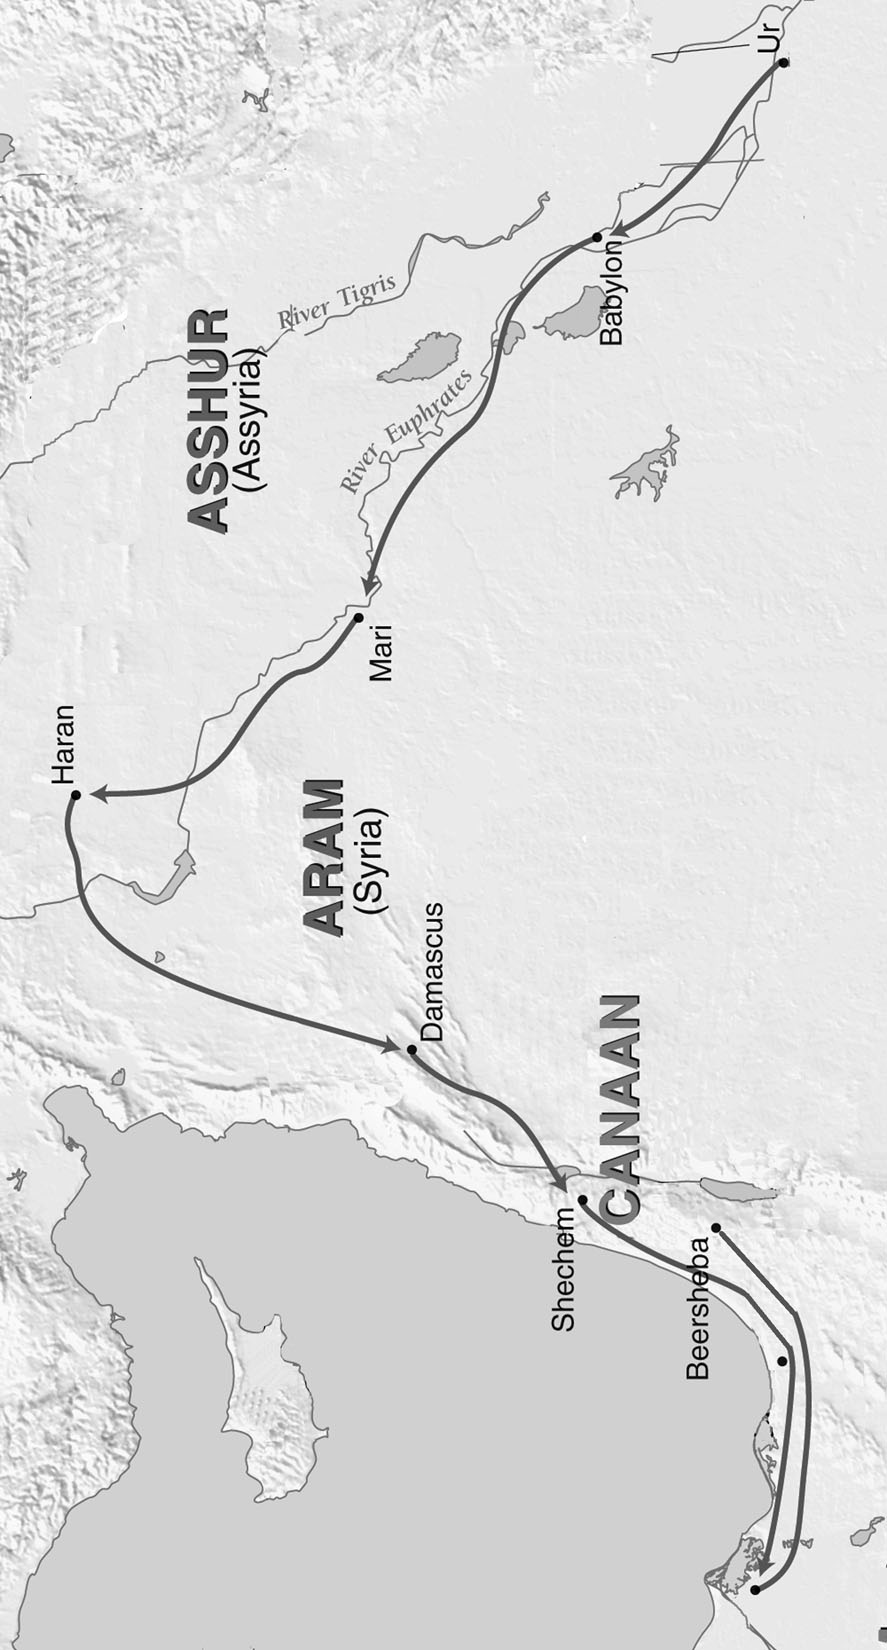 Haran
ASSHUR
(Assyria)
River Tigris
River Euphrates
Ur
Babylon
Mari
ARAM
(Syria)
Damascus
CANAAN
Shechem
Beersheba